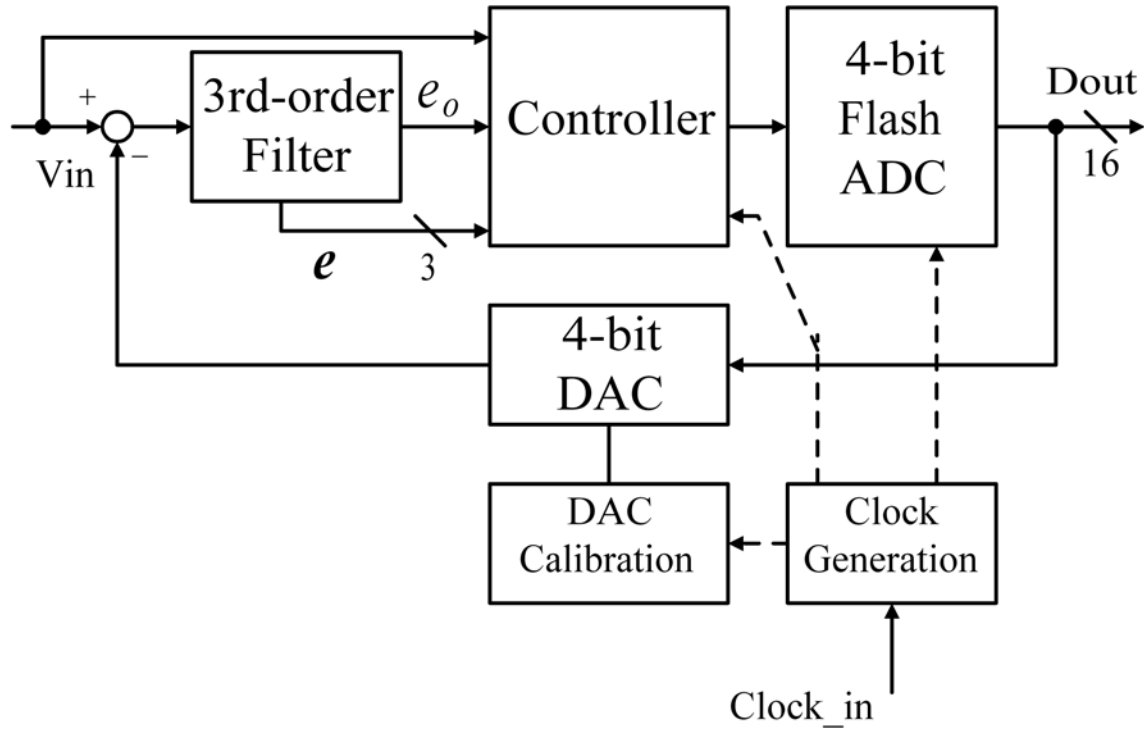 +
−
Vin
3rd-order
Filter
e_o
e
3
Controller
4-bit
Flash
ADC
Dout
16
4-bit
DAC
DAC
Calibration
Clock
Generation
Clock_in